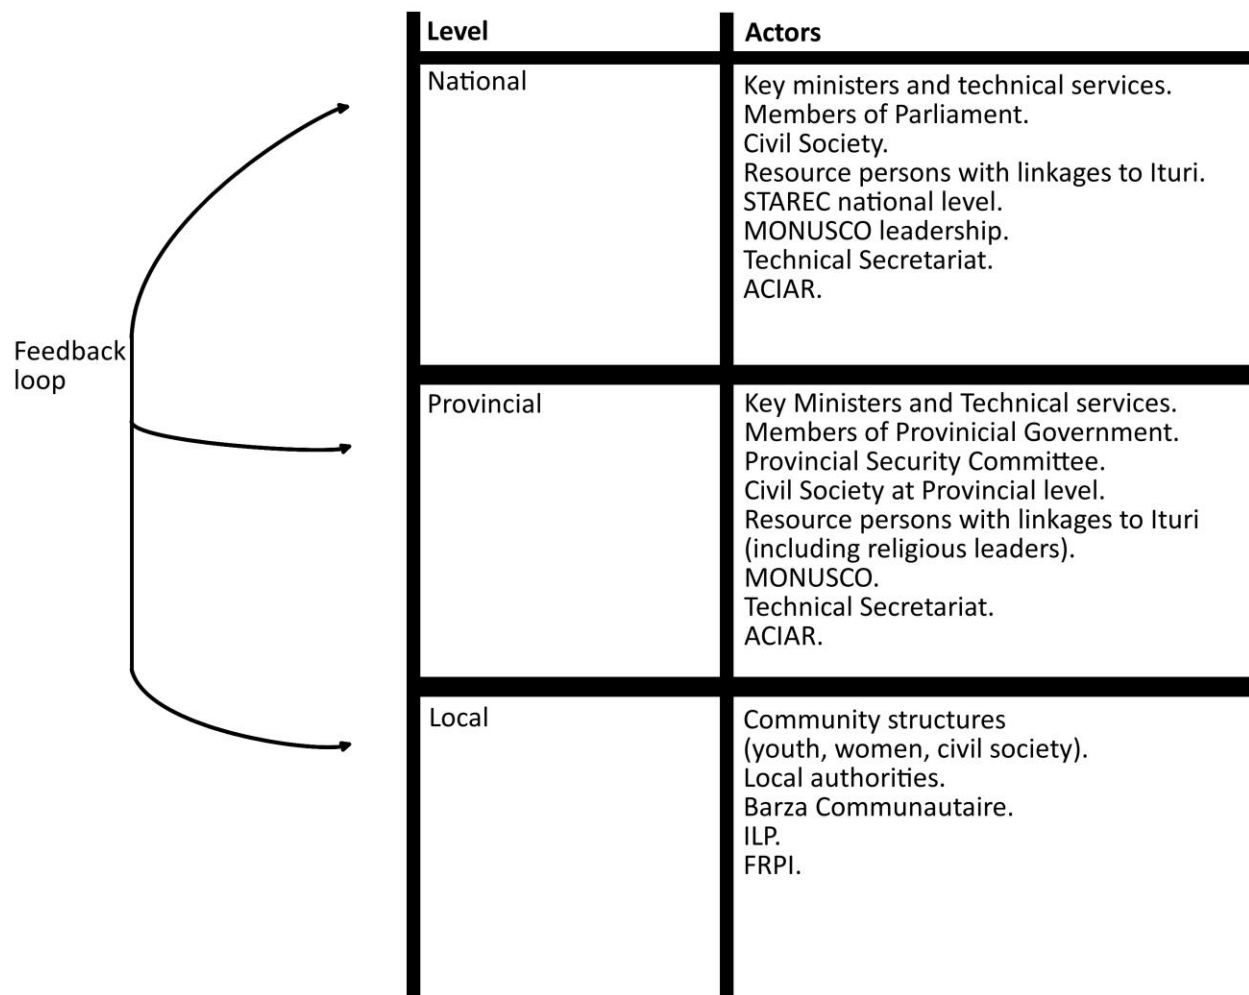 Level
Actors
National
Key ministers and technical services.
Members of Parliament.
Civil Society.
Resource persons with linkages to Ituri.
STAREC national level.
MONUSCO leadership.
Technical Secretariat.
ACIAR.
Feedback
loop
Provincial
Key Ministers and Technical services.
Members of Provinicial Government.
Provincial Security Committee.
Civil Society at Provincial level.
Resource persons with linkages to Ituri
(including religious leaders).
MONUSCO.
Technical Secretariat.
ACIAR.
Local
Community structures
(youth, women, civil society).
Local authorities.
Barza Communautaire.
ILP.
FRPI.